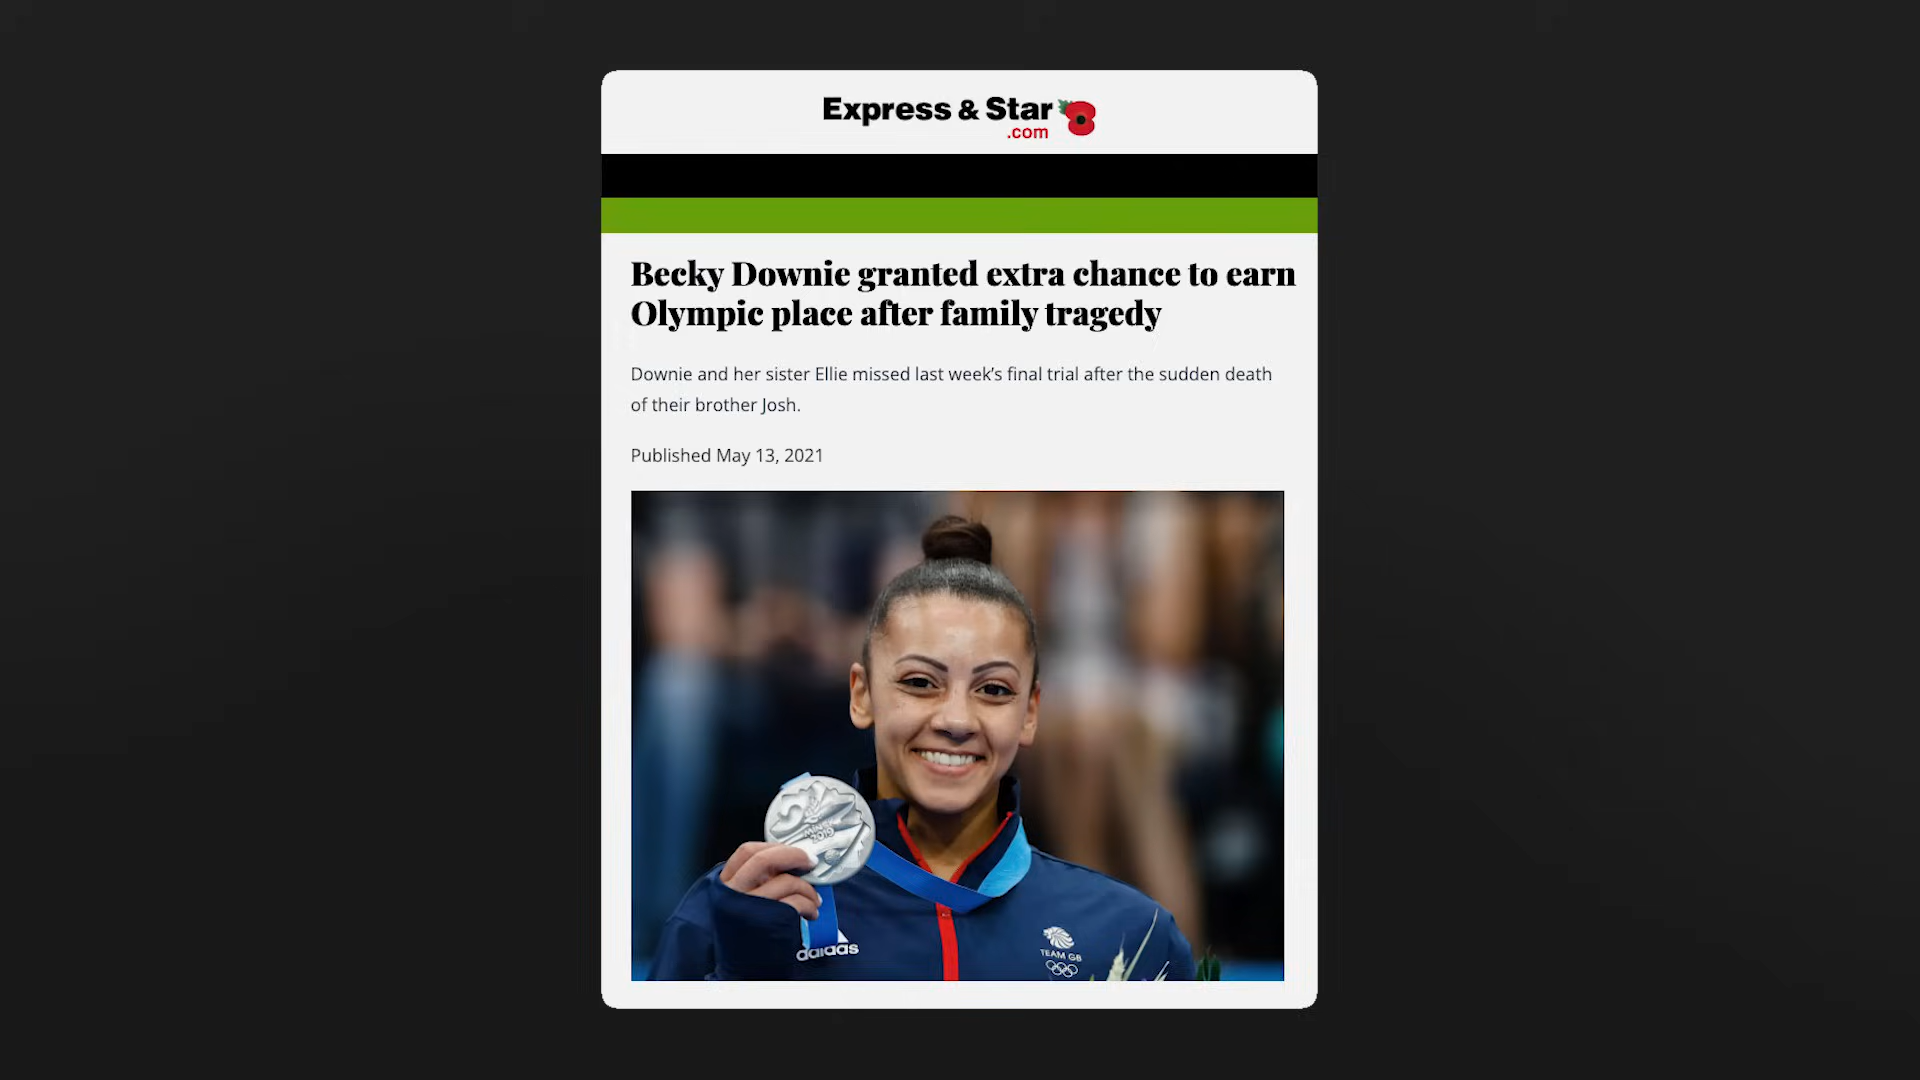 Express & Star
.com
Becky Downie granted extra chance to earn
Olympic place after family tragedy
Downie and her sister Ellie missed last week’s final trial after the sudden death
of their brother Josh.
Published May 13, 2021
MINSK
2019
adidas
TEAM GB